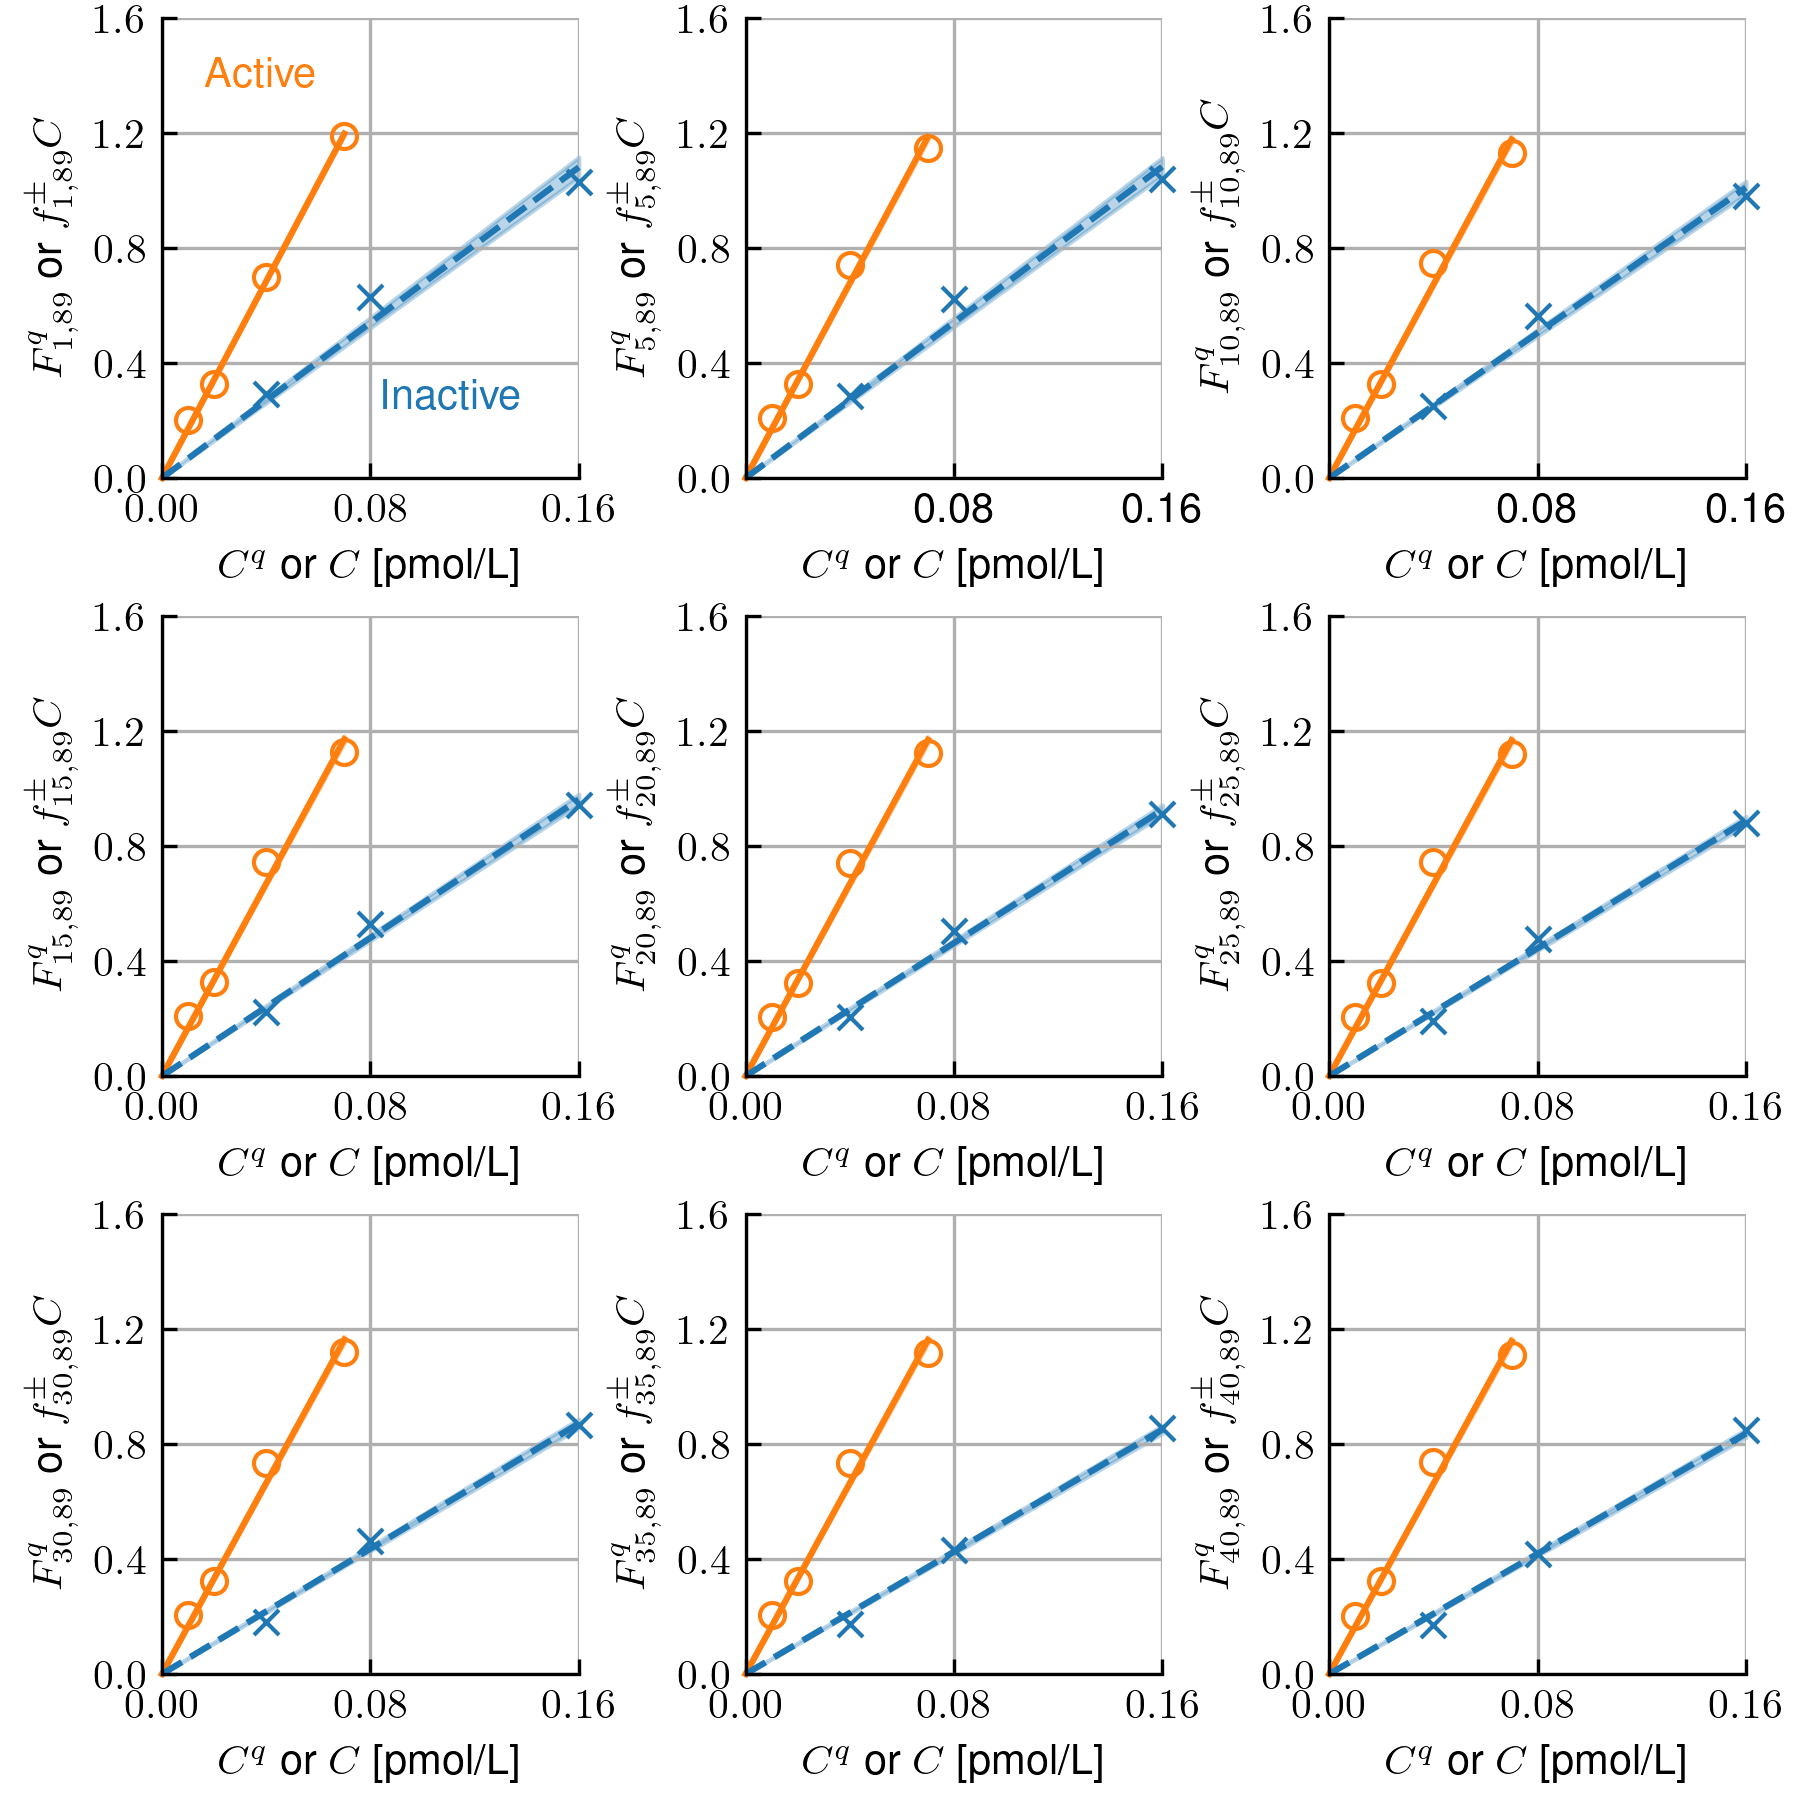 1.6 1.6 1.6
Active
1.2 1.2 1.2
0.8 0.8 0.8
Inactive
0.4 0.4 0.4
0.0 0.0 0.0
F^q_{1,89} or f^±_{1,89}C
F^q_{5,89} or f^±_{5,89}C
F^q_{10,89} or f^±_{10,89}C
0.00 0.08 0.16 0.08 0.16 0.08 0.16
C^q or C [pmol/L] C^q or C [pmol/L] C^q or C [pmol/L]
1.6 1.6 1.6
1.2 1.2 1.2
0.8 0.8 0.8
0.4 0.4 0.4
0.0 0.0 0.0
F^q_{15,89} or f^±_{15,89}C
F^q_{20,89} or f^±_{20,89}C
F^q_{25,89} or f^±_{25,89}C
0.00 0.08 0.16 0.00 0.08 0.16 0.00 0.08 0.16
C^q or C [pmol/L] C^q or C [pmol/L] C^q or C [pmol/L]
1.6 1.6 1.6
1.2 1.2 1.2
0.8 0.8 0.8
0.4 0.4 0.4
0.0 0.0 0.0
F^q_{30,89} or f^±_{30,89}C
F^q_{35,89} or f^±_{35,89}C
F^q_{40,89} or f^±_{40,89}C
0.00 0.08 0.16 0.00 0.08 0.16 0.00 0.08 0.16
C^q or C [pmol/L] C^q or C [pmol/L] C^q or C [pmol/L]